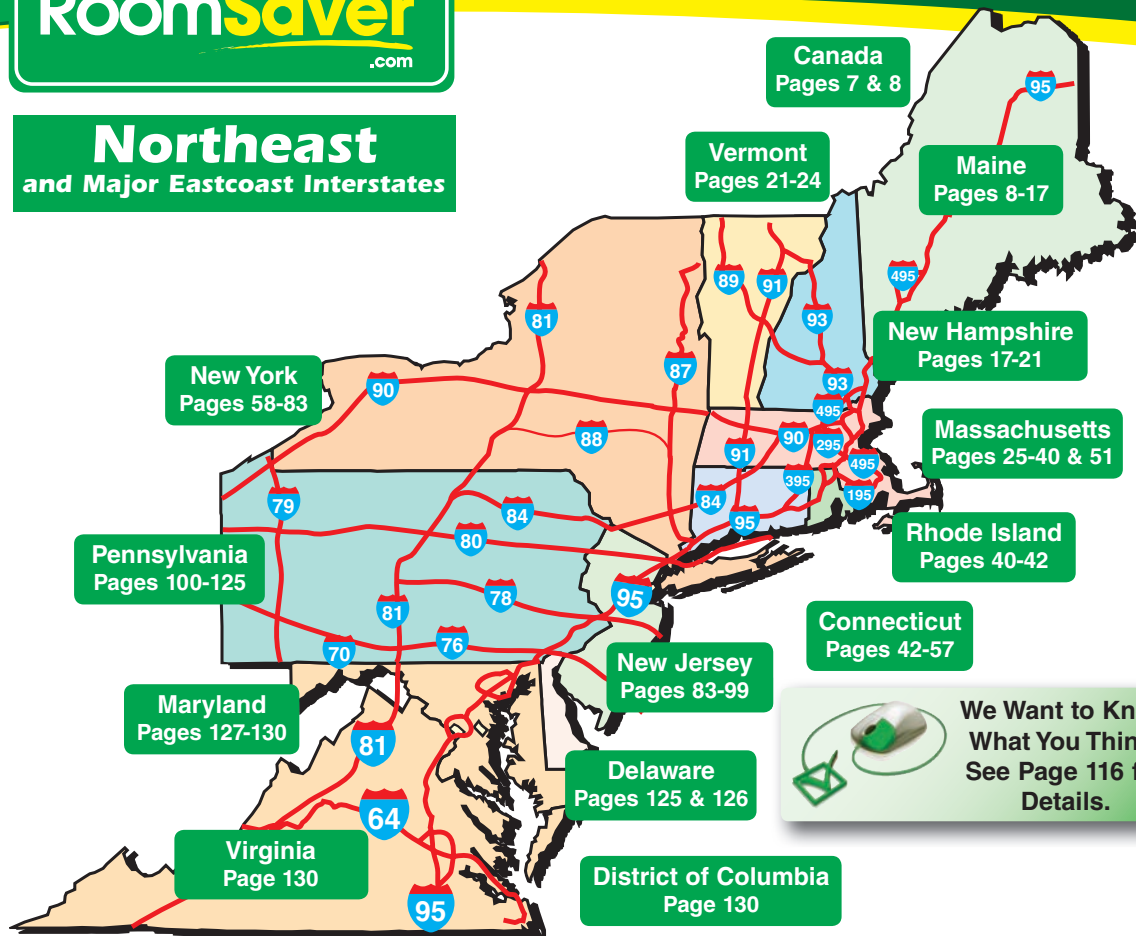 RoomSaver
.com
Northeast
and Major Eastcoast Interstates
Canada
Pages 7 & 8
Vermont
Pages 21-24
Maine
Pages 8-17
New Hampshire
Pages 17-21
New York
Pages 58-83
Massachusetts
Pages 25-40 & 51
Rhode Island
Pages 40-42
Pennsylvania
Pages 100-125
Connecticut
Pages 42-57
New Jersey
Pages 83-99
Maryland
Pages 127-130
Delaware
Pages 125 & 126
Virginia
Page 130
District of Columbia
Page 130
We Want to Kn
What You Thin
See Page 116 f
Details.
95
495
89
91
93
81
87
93
90
495
88
90
295
91
495
395
195
79
84
84
95
80
95
78
81
76
70
81
64
95